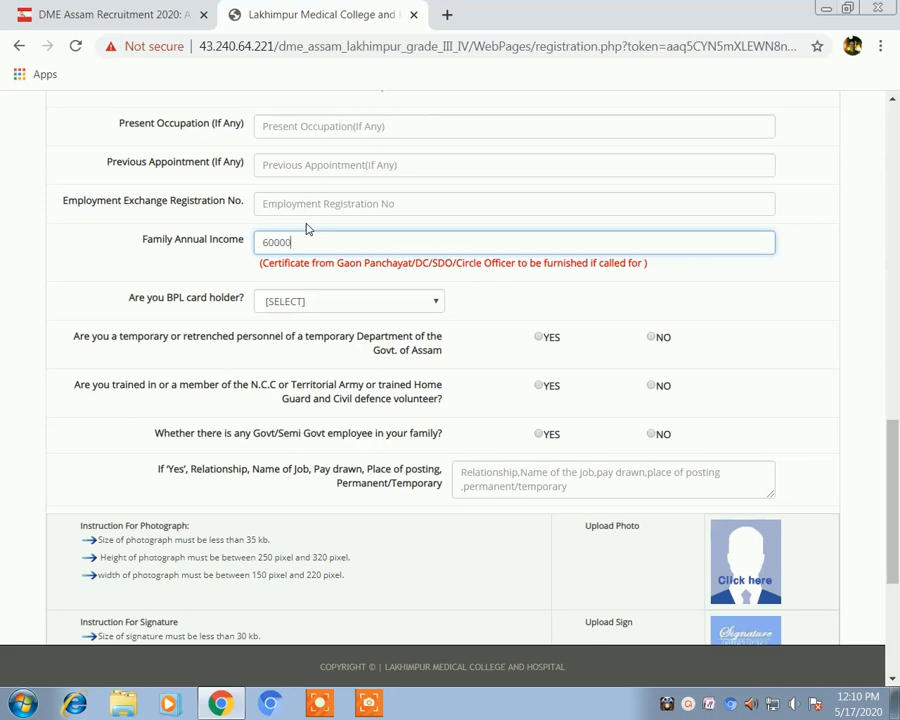 DME Assam Recruitment 2020: A
Lakhimpur Medical College and
Not secure
43.240.64.221/dme_assam_lakhimpur_grade_III_IV/WebPages/registration.php?token=aaq5CYN5mXLEWN8n...
Apps
Present Occupation (If Any)
Present Occupation(If Any)
Previous Appointment (If Any)
Previous Appointment(If Any)
Employment Exchange Registration No.
Employment Registration No
Family Annual Income
60000
(Certificate from Gaon Panchayat/DC/SDO/Circle Officer to be furnished if called for )
Are you BPL card holder?
[SELECT]
Are you a temporary or retrenched personnel of a temporary Department of the
Govt. of Assam
YES
NO
Are you trained in or a member of the N.C.C or Territorial Army or trained Home
Guard and Civil defence volunteer?
YES
NO
Whether there is any Govt/Semi Govt employee in your family?
YES
NO
If 'Yes', Relationship, Name of Job, Pay drawn, Place of posting,
Permanent/Temporary
Relationship,Name of the job,pay drawn,place of posting
,permanent/temporary
Instruction For Photograph:
Size of photograph must be less than 35 kb.
Height of photograph must be between 250 pixel and 320 pixel.
width of photograph must be between 150 pixel and 220 pixel.
Upload Photo
Click here
Instruction For Signature
Size of signature must be less than 30 kb.
Upload Sign
Signature
COPYRIGHT © | LAKHIMPUR MEDICAL COLLEGE AND HOSPITAL
12:10 PM
5/17/2020